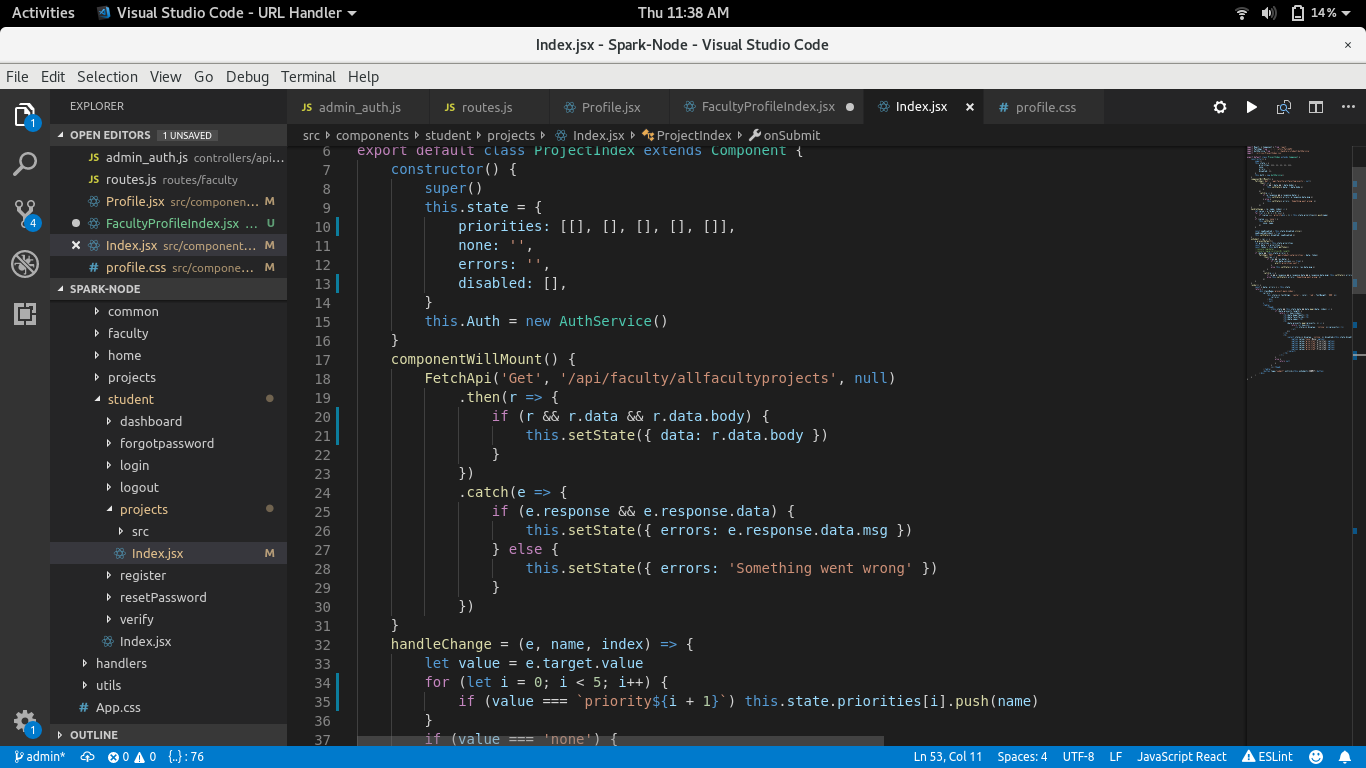 Activities Visual Studio Code - URL Handler Thu 11:38 AM 14%
Index.jsx - Spark-Node - Visual Studio Code ×
File Edit Selection View Go Debug Terminal Help
EXPLORER
OPEN EDITORS 1 UNSAVED
JS admin_auth.js controllers/api...
JS routes.js routes/faculty
Profile.jsx src/componen... M
FacultyProfileIndex.jsx ... U
Index.jsx src/component... M
# profile.css src/compone... M
SPARK-NODE
common
faculty
home
projects
student
dashboard
forgotpassword
login
logout
projects
src
Index.jsx M
register
resetPassword
verify
Index.jsx
handlers
utils
# App.css
OUTLINE
1
4
1
JS admin_auth.js JS routes.js Profile.jsx FacultyProfileIndex.jsx Index.jsx # profile.css
src components student projects Index.jsx ProjectIndex onSubmit
6 export default class ProjectIndex extends Component {
7 constructor() {
8 super()
9 this.state = {
10 priorities: [[], [], [], [], []],
11 none: '',
12 errors: '',
13 disabled: [],
14 }
15 this.Auth = new AuthService()
16 }
17 componentWillMount() {
18 FetchApi('Get', '/api/faculty/allfacultyprojects', null)
19 .then(r => {
20 if (r && r.data && r.data.body) {
21 this.setState({ data: r.data.body })
22 }
23 })
24 .catch(e => {
25 if (e.response && e.response.data) {
26 this.setState({ errors: e.response.data.msg })
27 } else {
28 this.setState({ errors: 'Something went wrong' })
29 }
30 })
31 }
32 handleChange = (e, name, index) => {
33 let value = e.target.value
34 for (let i = 0; i < 5; i++) {
35 if (value === `priority${i + 1}`) this.state.priorities[i].push(name)
36 }
37 if (value === 'none') {
admin* 0 0 {..} : 76 Ln 53, Col 11 Spaces: 4 UTF-8 LF JavaScript React ESLint